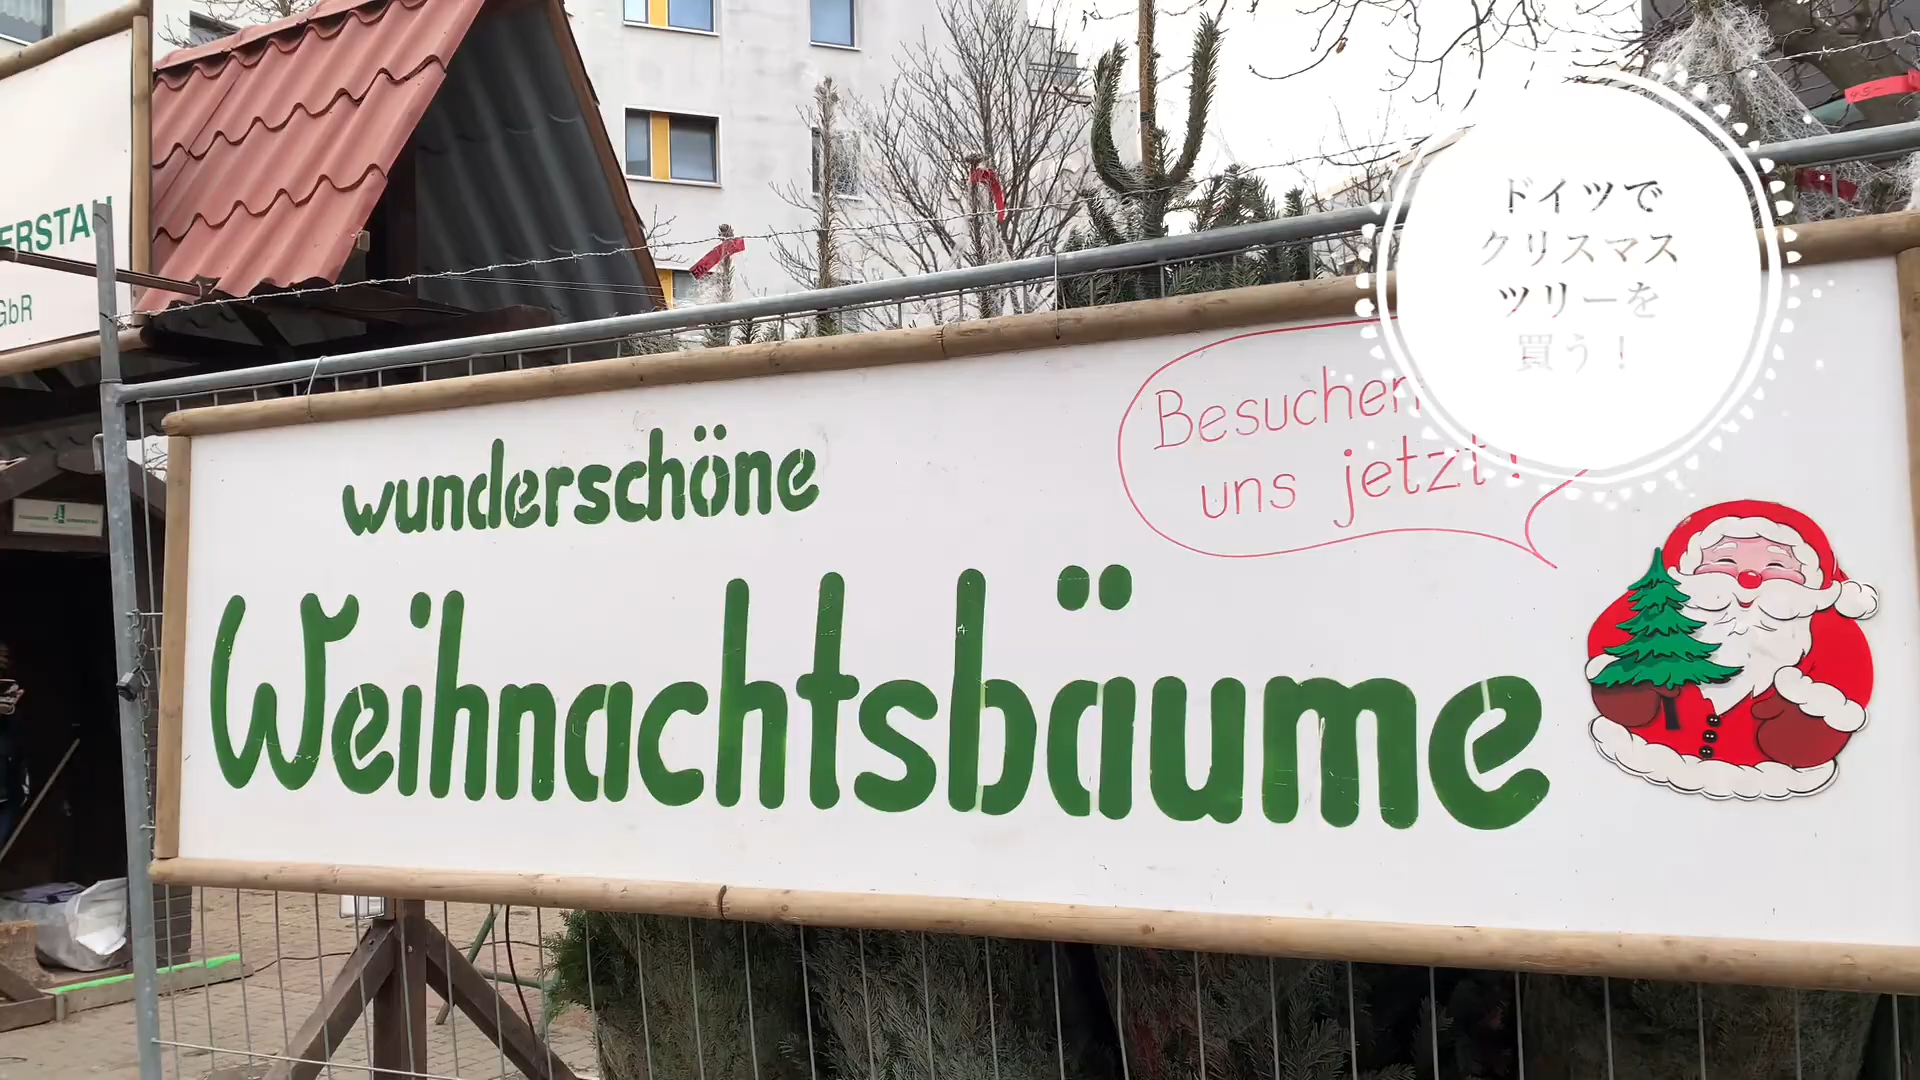 ERSTAU
GbR
wunderschöne
Weihnachtsbäume
Besuchen
uns jetzt!
ドイツで
クリスマス
ツリーを
買う！